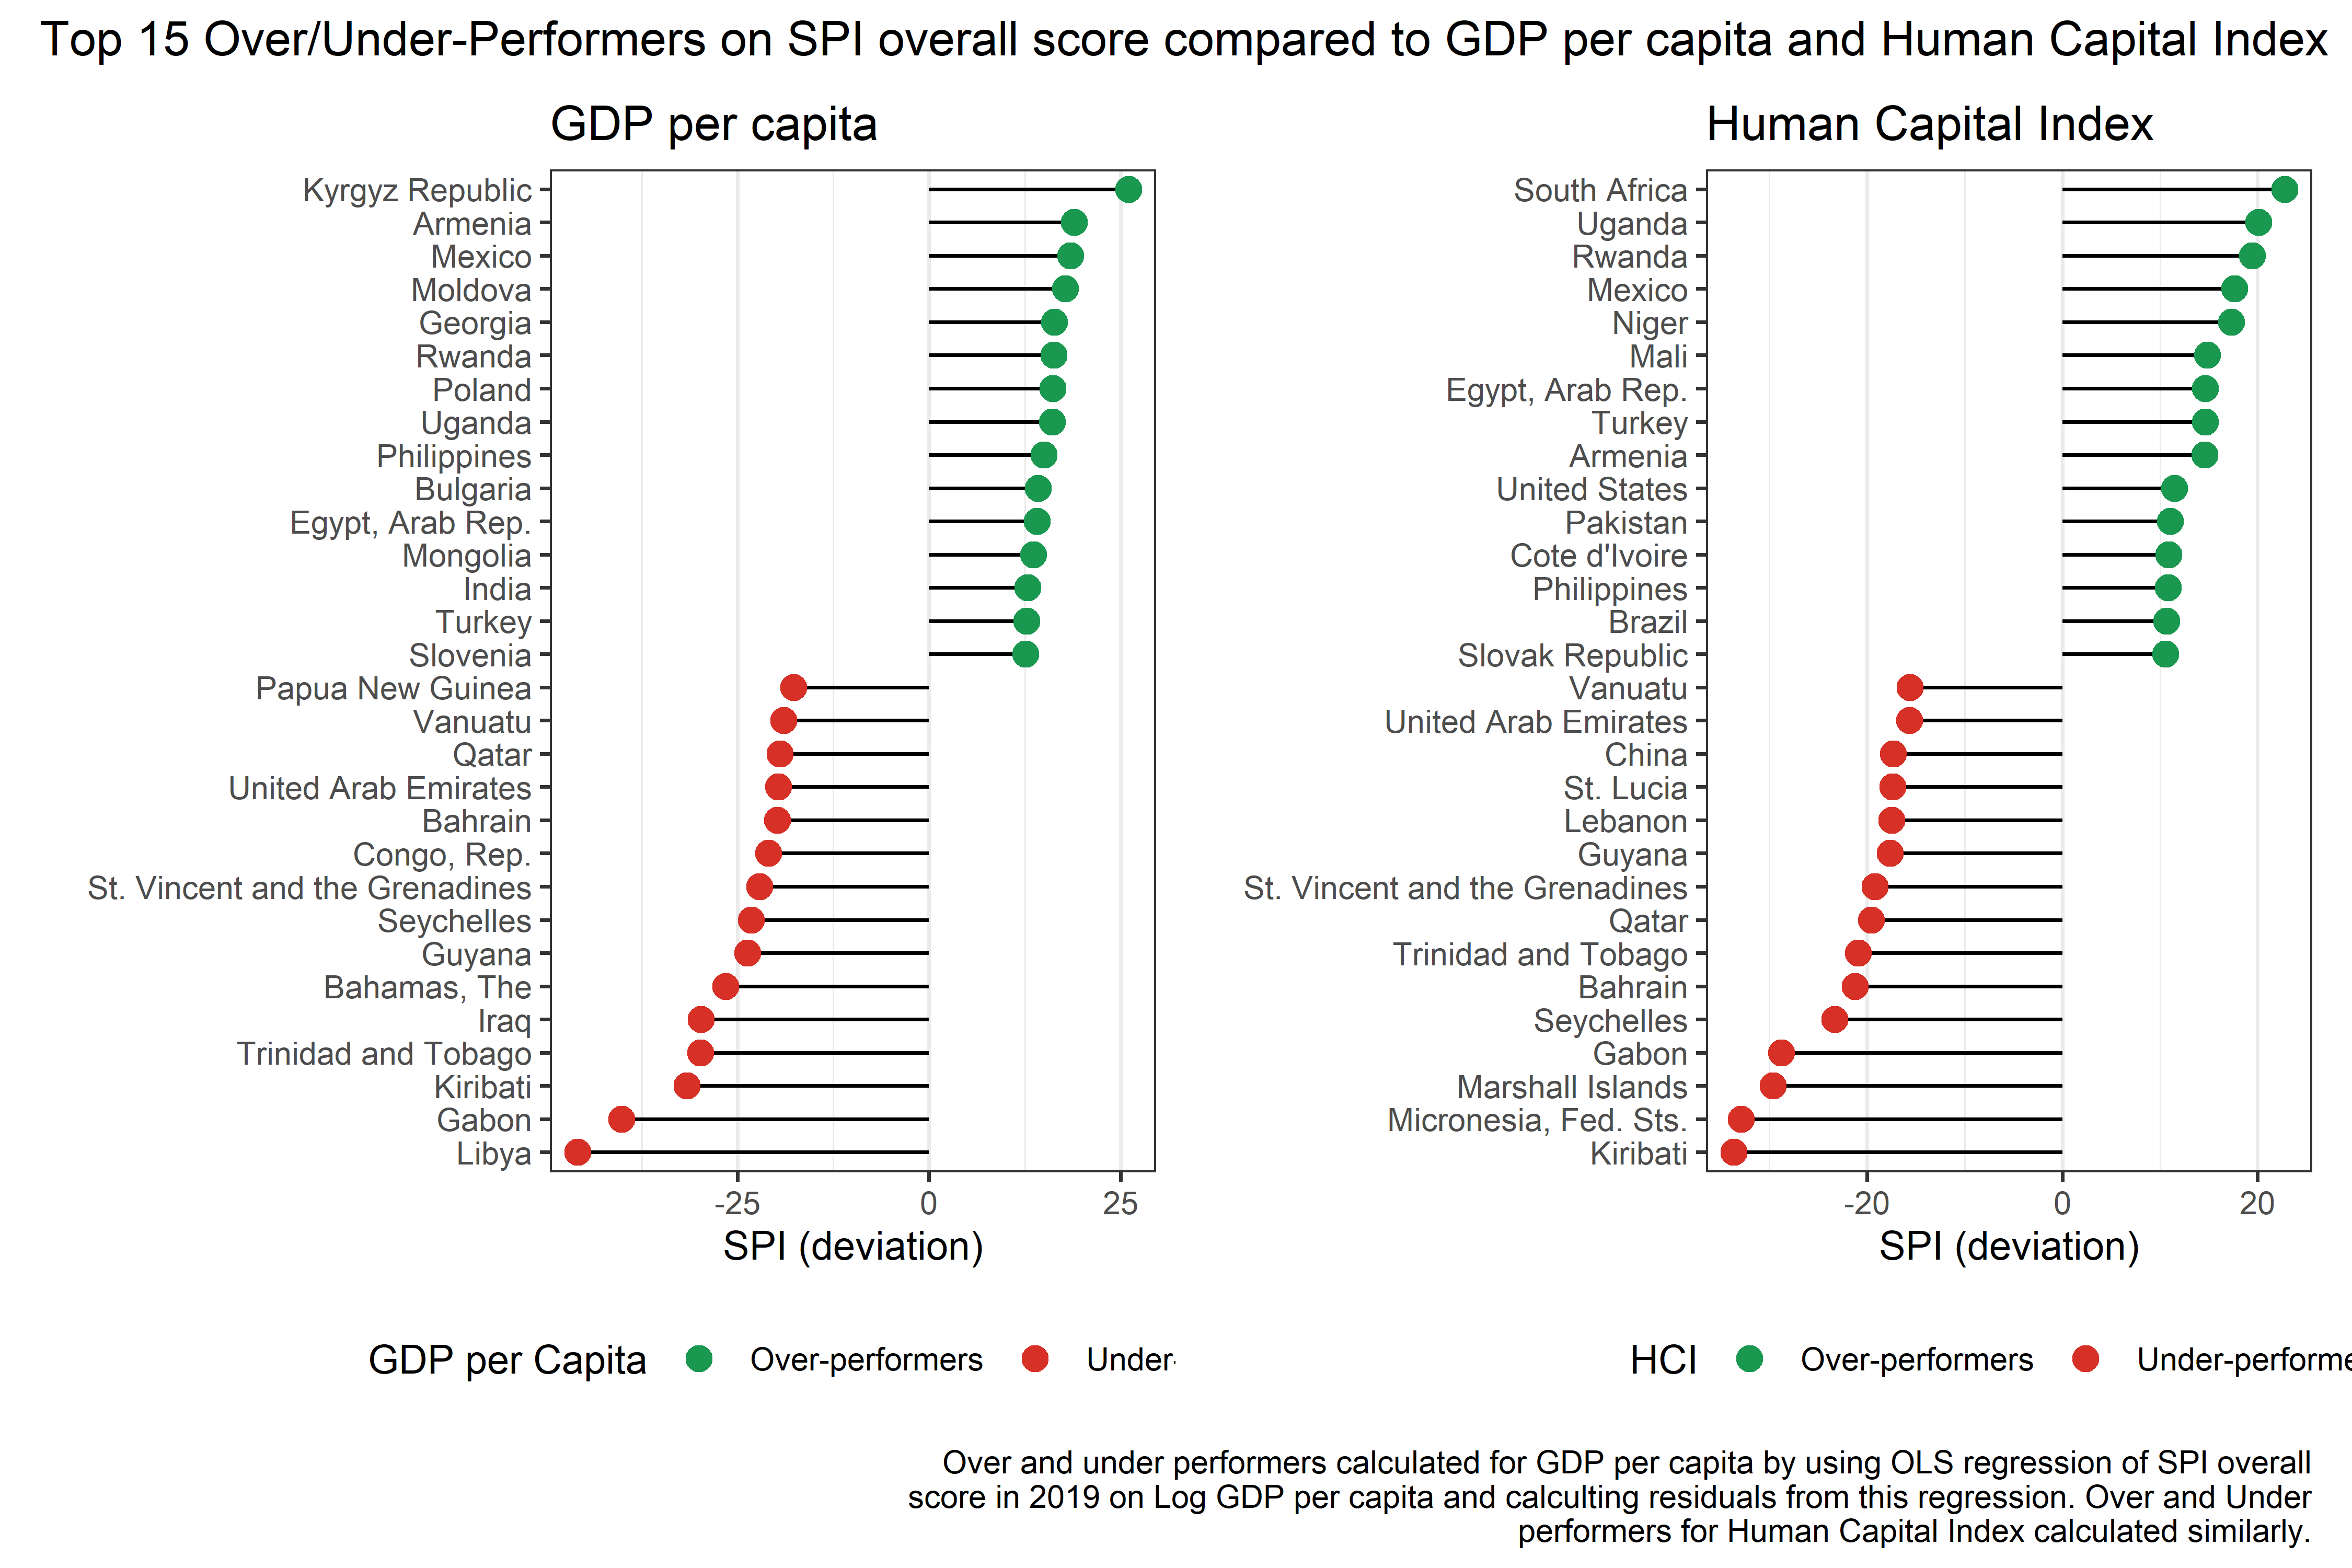 Top 15 Over/Under-Performers on SPI overall score compared to GDP per capita and Human Capital Index
GDP per capita
Kyrgyz Republic
Armenia
Mexico
Moldova
Georgia
Rwanda
Poland
Uganda
Philippines
Bulgaria
Egypt, Arab Rep.
Mongolia
India
Turkey
Slovenia
Papua New Guinea
Vanuatu
Qatar
United Arab Emirates
Bahrain
Congo, Rep.
St. Vincent and the Grenadines
Seychelles
Guyana
Bahamas, The
Iraq
Trinidad and Tobago
Kiribati
Gabon
Libya
-25 0 25
SPI (deviation)
GDP per Capita Over-performers Under-
Human Capital Index
South Africa
Uganda
Rwanda
Mexico
Niger
Mali
Egypt, Arab Rep.
Turkey
Armenia
United States
Pakistan
Cote d'Ivoire
Philippines
Brazil
Slovak Republic
Vanuatu
United Arab Emirates
China
St. Lucia
Lebanon
Guyana
St. Vincent and the Grenadines
Qatar
Trinidad and Tobago
Bahrain
Seychelles
Gabon
Marshall Islands
Micronesia, Fed. Sts.
Kiribati
-20 0 20
SPI (deviation)
HCI Over-performers Under-performe
Over and under performers calculated for GDP per capita by using OLS regression of SPI overall
score in 2019 on Log GDP per capita and calculting residuals from this regression. Over and Under
performers for Human Capital Index calculated similarly.